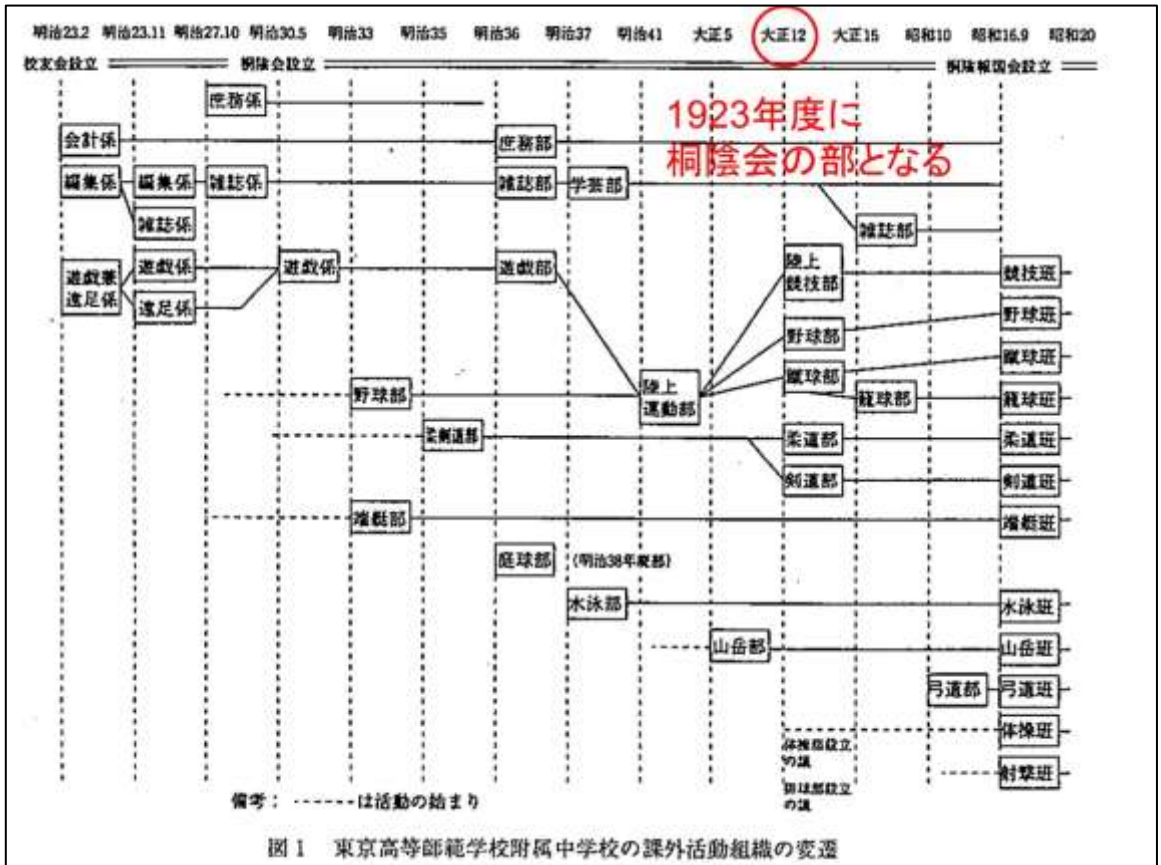 明治23.2 明治23.11 明治27.10 明治30.5 明治33 明治35 明治36 明治37 明治41 大正5 大正12 大正15 昭和10 昭和16.9 昭和20
校友会設立 桐陰会設立 桐陰報国会設立
庶務係
1923年度に
桐陰会の部となる
会計係 庶務部
編集係 編集係 雑誌係 雑誌部 学芸部
雑誌係 雑誌部
遊戯兼
遠足係
遊戯係 遊戯係 遊戯部
遠足係
陸上
競技部
競技班
野球部 野球班
蹴球部 蹴球班
野球部
陸上
運動部
籠球部 籠球班
柔剣道部 柔道部 柔道班
剣道部 剣道班
端艇部 端艇班
庭球部 (明治38年廃部)
水泳部 水泳班
山岳部 山岳班
弓道部 弓道班
体操班
体操部設立
の議
射撃班
排球部設立
の議
備考: ------は活動の始まり
図1 東京高等師範学校附属中学校の課外活動組織の変遷